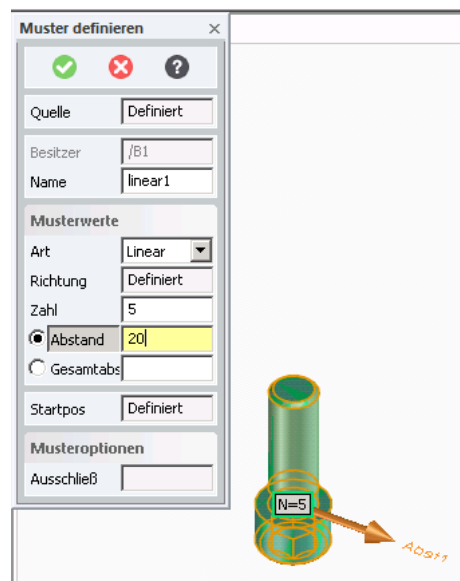 Muster definieren ×
?
Quelle Definiert
Besitzer /B1
Name linear1
Musterwerte
Art Linear
Richtung Definiert
Zahl 5
Abstand 20
Gesamtabs
Startpos Definiert
Musteroptionen
Ausschließ
N=5
Abst1